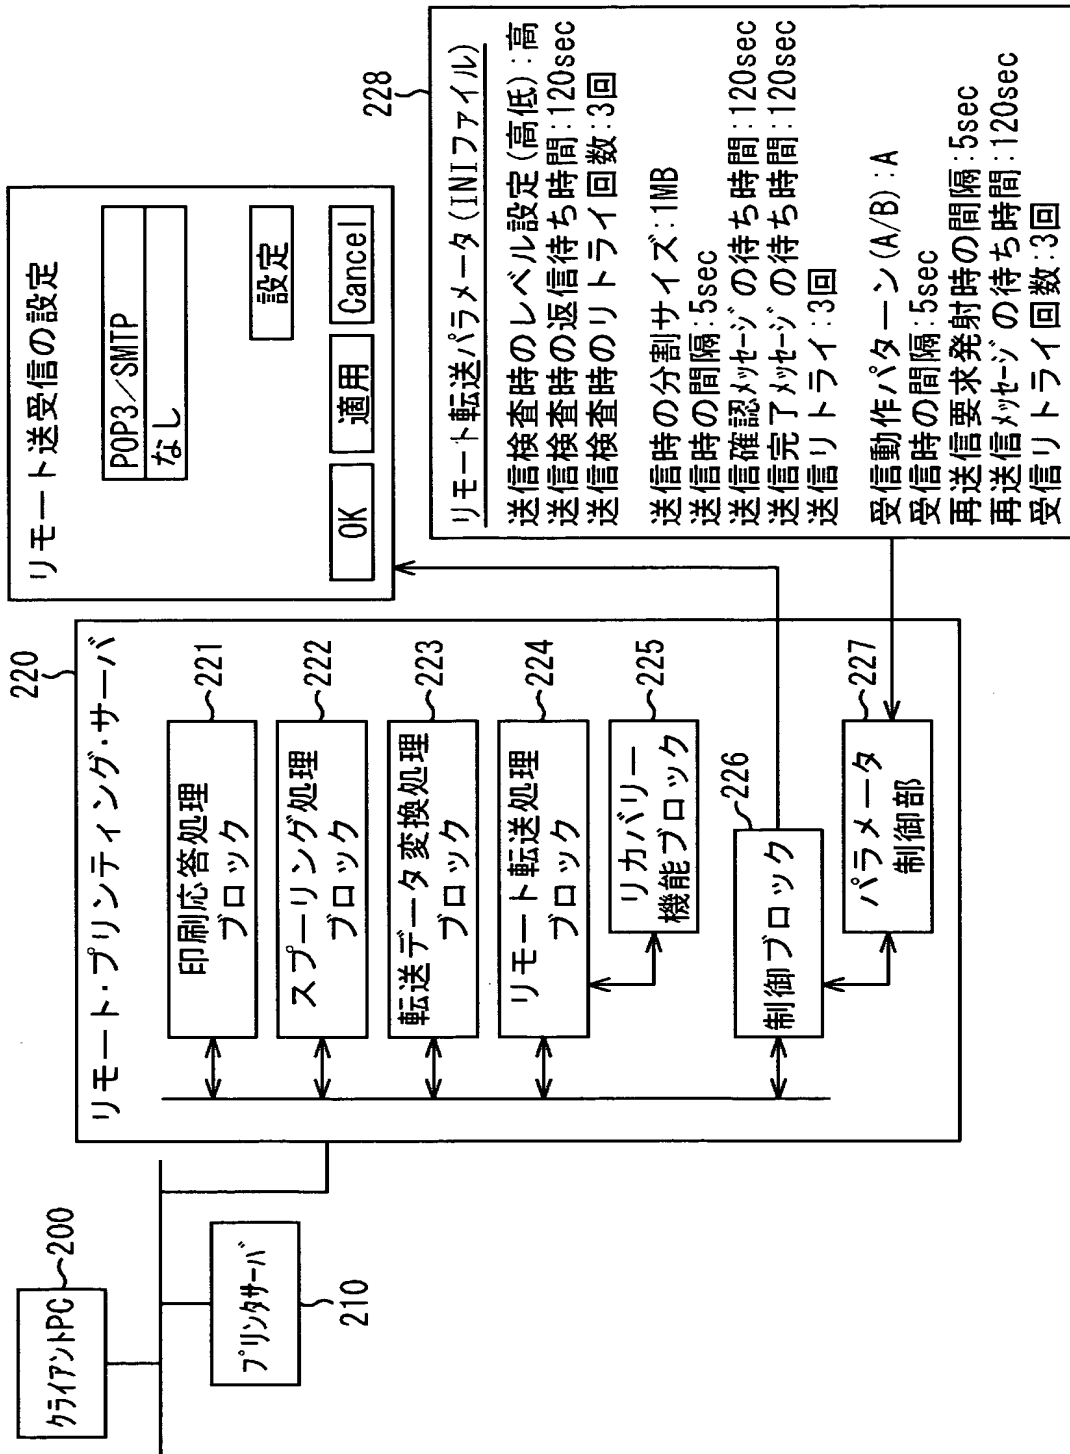 クライアントPC
200
プリンタサーバ
210
220
リモート・プリンティング・サーバ
印刷応答処理
ブロック
221
スプーリング処理
ブロック
222
転送データ変換処理
ブロック
223
リモート転送処理
ブロック
224
リカバリー
機能ブロック
225
制御ブロック
226
パラメータ
制御部
227
リモート送受信の設定
POP3/SMTP
なし
設定
OK
適用
Cancel
228
リモート転送パラメータ(INIファイル)
送信検査時のレベル設定(高低):高
送信検査時の返信待ち時間:120sec
送信検査時のリトライ回数:3回
送信時の分割サイズ:1MB
送信時の間隔:5sec
送信確認メッセージの待ち時間:120sec
送信完了メッセージの待ち時間:120sec
送信リトライ:3回
受信動作パターン(A/B):A
受信時の間隔:5sec
再送信要求発射時の間隔:5sec
再送信メッセージの待ち時間:120sec
受信リトライ回数:3回